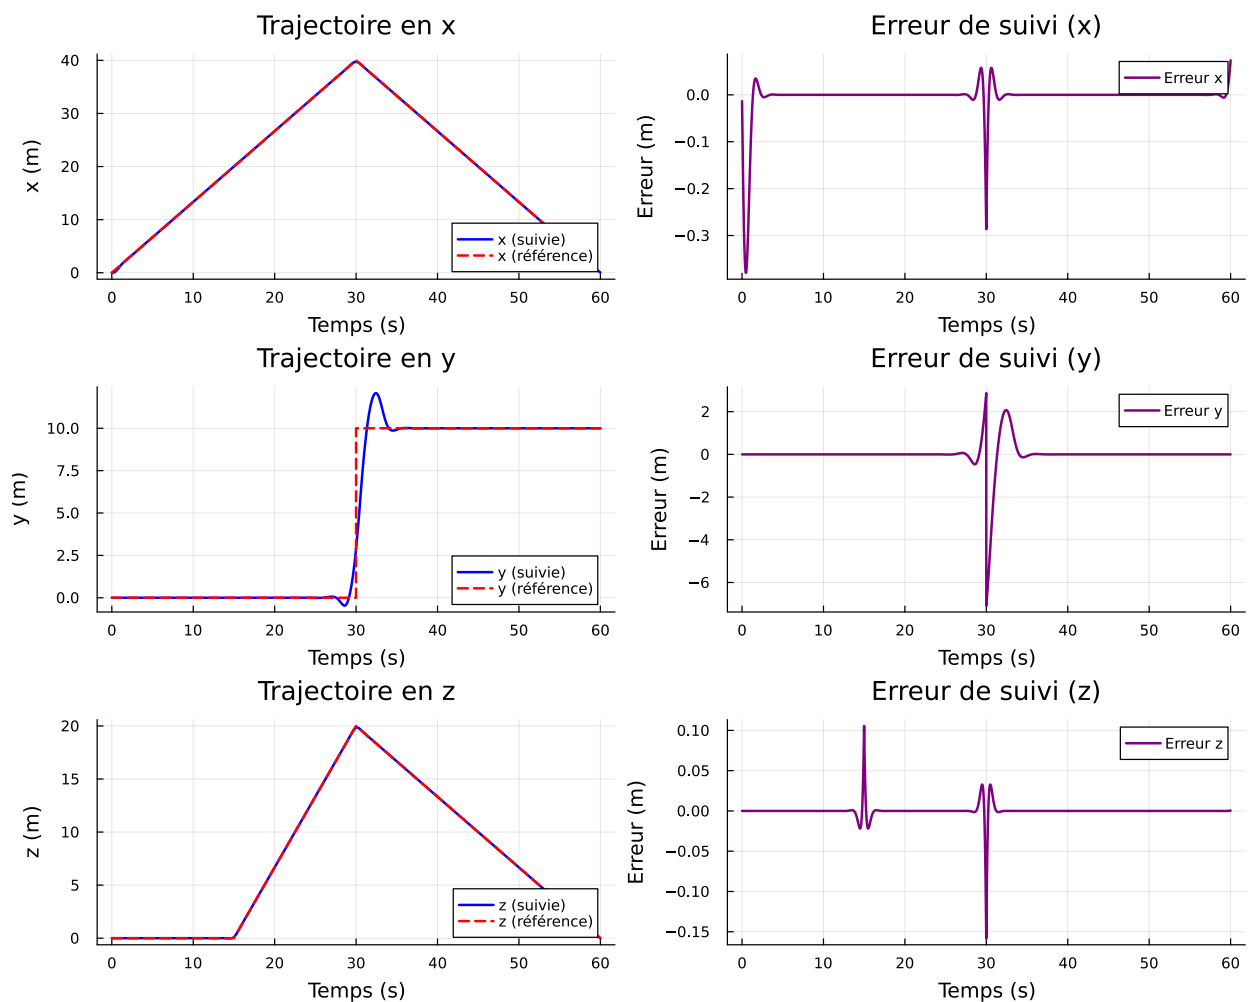 Trajectoire en x
40
30
20
10
0
x (m)
x (suivie)
x (référence)
0 10 20 30 40 50 60
Temps (s)
Erreur de suivi (x)
0.0
−0.1
−0.2
−0.3
Erreur (m)
Erreur x
0 10 20 30 40 50 60
Temps (s)
Trajectoire en y
10.0
7.5
5.0
2.5
0.0
y (m)
y (suivie)
y (référence)
0 10 20 30 40 50 60
Temps (s)
Erreur de suivi (y)
2
0
−2
−4
−6
Erreur (m)
Erreur y
0 10 20 30 40 50 60
Temps (s)
Trajectoire en z
20
15
10
5
0
z (m)
z (suivie)
z (référence)
0 10 20 30 40 50 60
Temps (s)
Erreur de suivi (z)
0.10
0.05
0.00
−0.05
−0.10
−0.15
Erreur (m)
Erreur z
0 10 20 30 40 50 60
Temps (s)